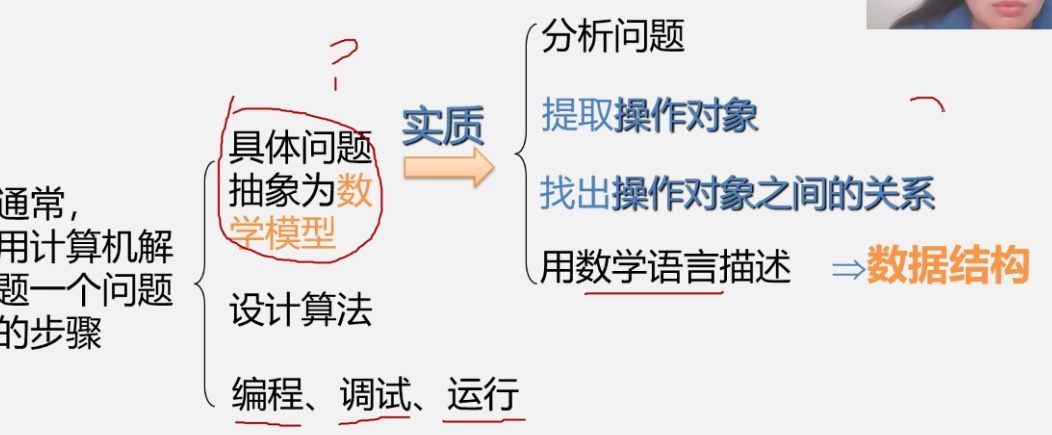 通常，
用计算机解
题一个问题
的步骤
具体问题
抽象为数
学模型
设计算法
编程、调试、运行
?
实质
分析问题
提取操作对象
找出操作对象之间的关系
用数学语言描述 ⇒数据结构